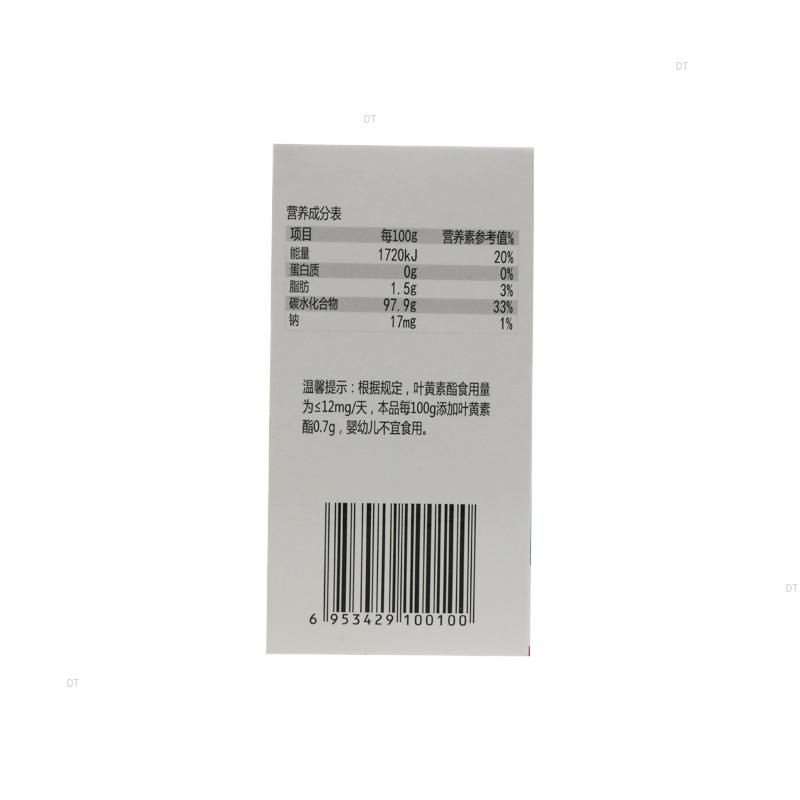 DT
DT
营养成分表
项目 每100g 营养素参考值%
能量 1720kJ 20%
蛋白质 0g 0%
脂肪 1.5g 3%
碳水化合物 97.9g 33%
钠 17mg 1%
温馨提示：根据规定，叶黄素酯食用量
为≤12mg/天，本品每100g添加叶黄素
酯0.7g，婴幼儿不宜食用。
DT
6 953429 100100
DT